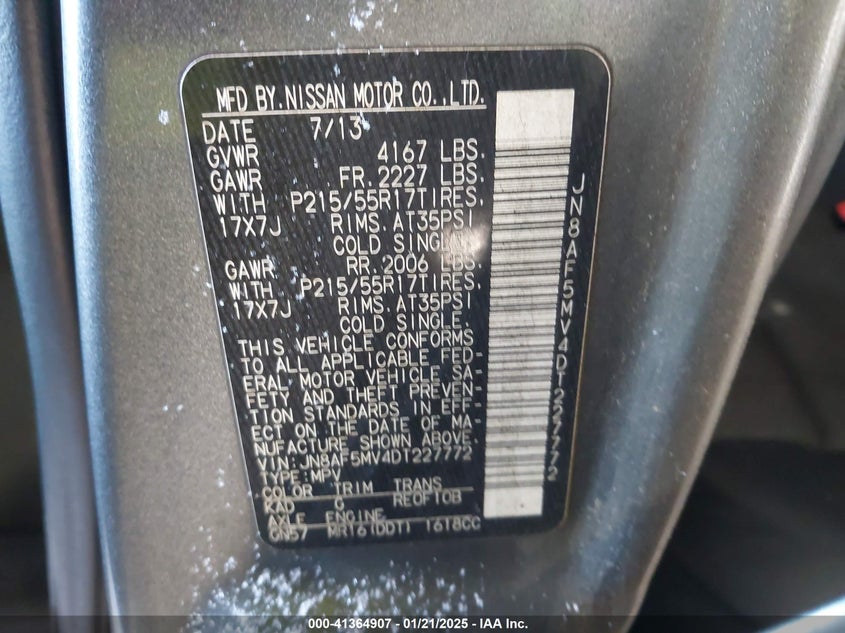 MFD BY.NISSAN MOTOR CO.,LTD.
DATE 7/13
GVWR 4167 LBS.
GAWR FR.2227 LBS.
WITH P215/55R17TIRES.
17X7J RIMS.AT35PSI
COLD SINGLE.
GAWR RR.2006 LBS.
WITH P215/55R17TIRES.
17X7J RIMS.AT35PSI
COLD SINGLE.
THIS VEHICLE CONFORMS
TO ALL APPLICABLE FED-
ERAL MOTOR VEHICLE SA-
FETY AND THEFT PREVEN-
TION STANDARDS IN EFF-
ECT ON THE DATE OF MA-
NUFACTURE SHOWN ABOVE.
VIN:JN8AF5MV4DT227772
TYPE:MPV
COLOR TRIM TRANS
KAD G RE0F10B
AXLE ENGINE
GN57 MR16(DDT) 1618CC
JN8AF5MV4DT227772
000-41364907 - 01/21/2025 - © IAA Inc.